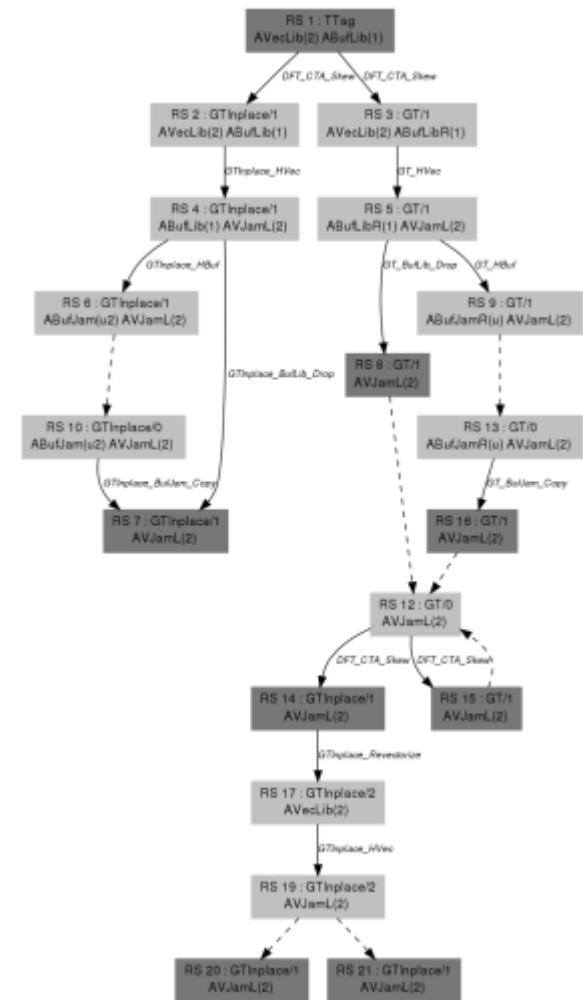 RS 1 : TTag
AVecLib(2) ABufLib(1)
DFT_CTA_Skew DFT_CTA_Skew
RS 2 : GTInplace/1
AVecLib(2) ABufLib(1)
RS 3 : GT/1
AVecLib(2) ABufLibR(1)
GTInplace_HVec
GT_HVec
RS 4 : GTInplace/1
ABufLib(1) AVJamL(2)
RS 5 : GT/1
ABufLibR(1) AVJamL(2)
GTInplace_HBuf
GT_BufLib_Drop
GT_HBuf
RS 6 : GTInplace/1
ABufJam(u2) AVJamL(2)
RS 9 : GT/1
ABufJamR(u) AVJamL(2)
GTInplace_BufLib_Drop
RS 8 : GT/1
AVJamL(2)
RS 10 : GTInplace/0
ABufJam(u2) AVJamL(2)
RS 13 : GT/0
ABufJamR(u) AVJamL(2)
GTInplace_BufJam_Copy
GT_BufJam_Copy
RS 7 : GTInplace/1
AVJamL(2)
RS 16 : GT/1
AVJamL(2)
RS 12 : GT/0
AVJamL(2)
DFT_CTA_Skew
DFT_CTA_Skew
RS 14 : GTInplace/1
AVJamL(2)
RS 15 : GT/1
AVJamL(2)
GTInplace_Revectorize
RS 17 : GTInplace/2
AVecLib(2)
GTInplace_HVec
RS 19 : GTInplace/2
AVJamL(2)
RS 20 : GTInplace/1
AVJamL(2)
RS 21 : GTInplace/1
AVJamL(2)